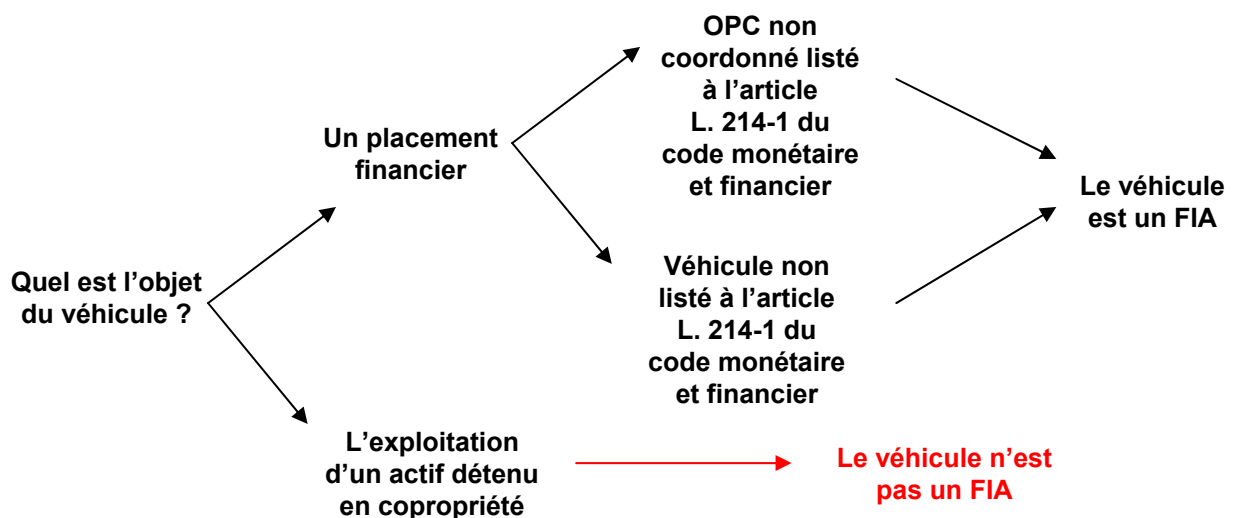 Quel est l’objet
du véhicule ?
Un placement
financier
OPC non
coordonné listé
à l’article
L. 214-1 du
code monétaire
et financier
Véhicule non
listé à l’article
L. 214-1 du
code monétaire
et financier
Le véhicule
est un FIA
L’exploitation
d’un actif détenu
en copropriété
Le véhicule n’est
pas un FIA